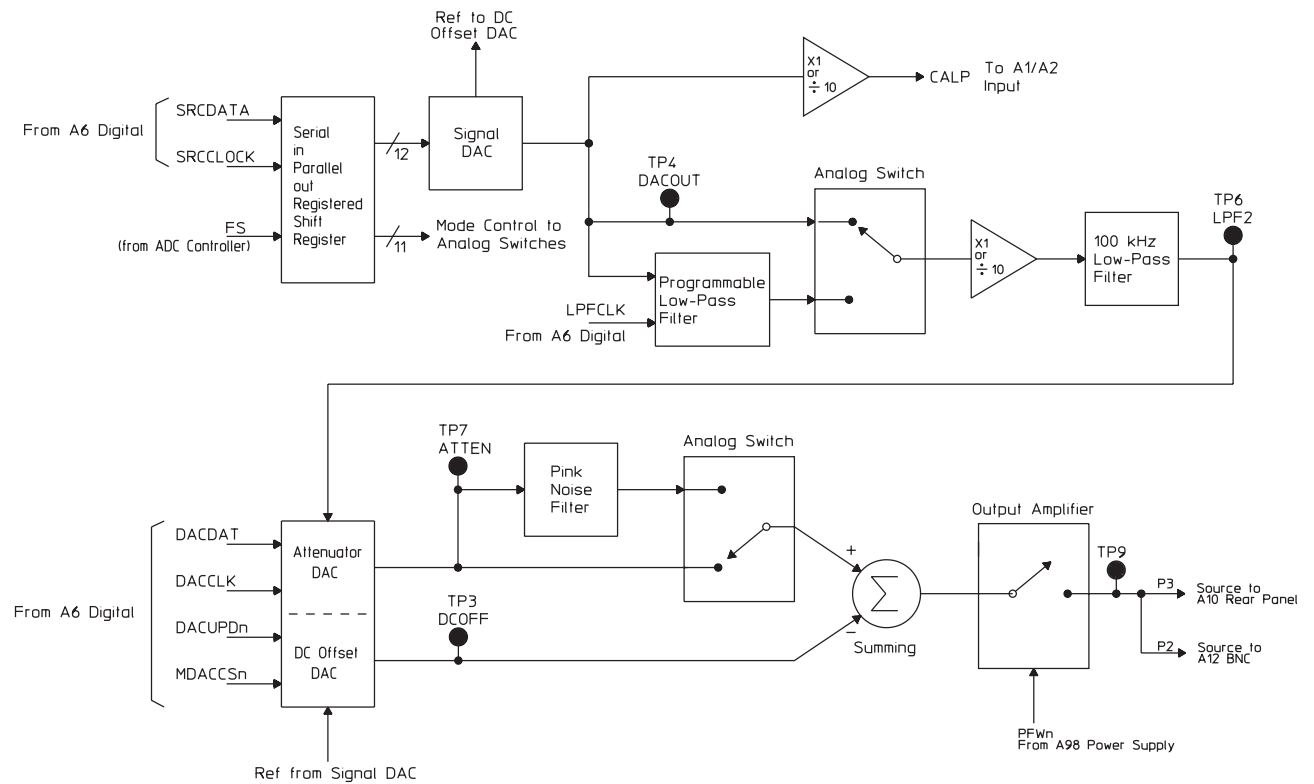 Ref to DC
Offset DAC
X1
or
÷ 10
CALP
To A1/A2
Input
From A6 Digital
SRCDATA
SRCCLOCK
FS
(from ADC Controller)
Serial
in
Parallel
out
Registered
Shift
Register
12
Signal
DAC
11
Mode Control to
Analog Switches
TP4
DACOUT
Analog Switch
Programmable
Low-Pass
Filter
LPFCLK
From A6 Digital
X1
or
÷ 10
100 kHz
Low-Pass
Filter
TP6
LPF2
TP7
ATTEN
Pink
Noise
Filter
Analog Switch
From A6 Digital
DACDAT
DACCLK
DACUPDn
MDACCSn
Attenuator
DAC
DC Offset
DAC
TP3
DCOFF
+
−
Σ
Summing
Output Amplifier
TP9
P3
Source to
A10 Rear Panel
P2
Source to
A12 BNC
PFWn
From A98 Power Supply
Ref from Signal DAC